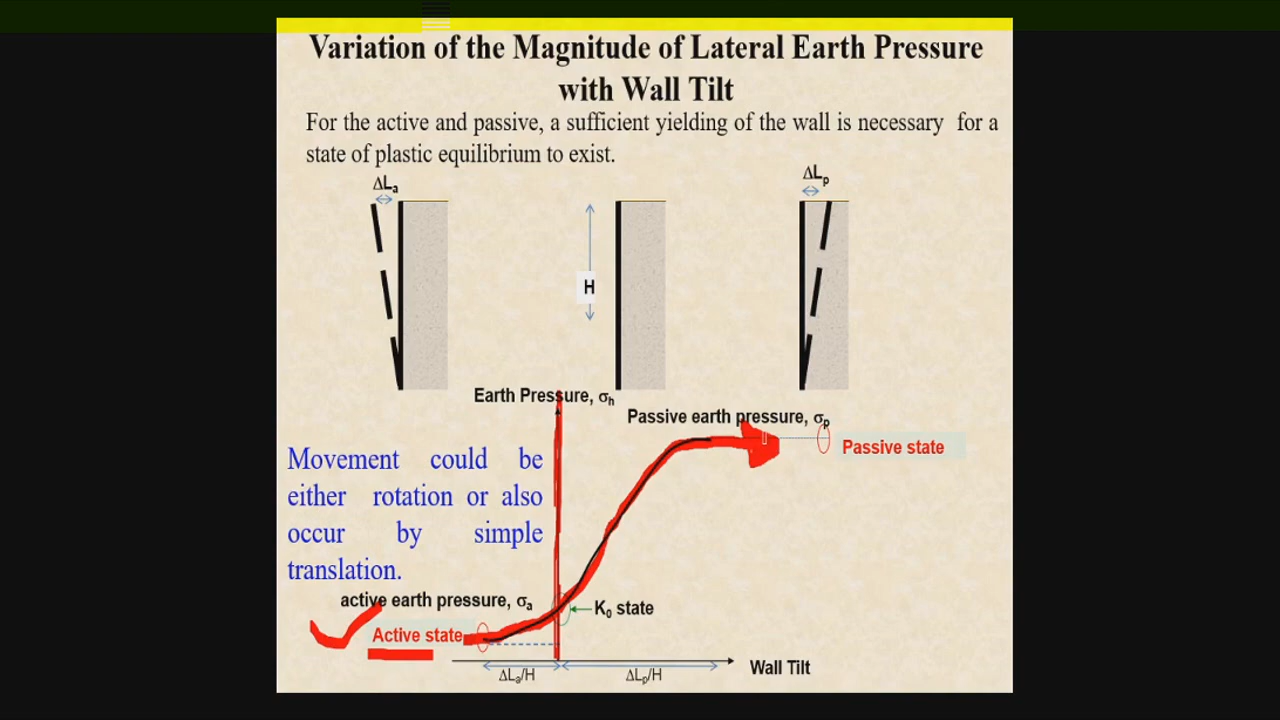 Variation of the Magnitude of Lateral Earth Pressure
with Wall Tilt
For the active and passive, a sufficient yielding of the wall is necessary for a
state of plastic equilibrium to exist.
ΔLa
ΔLp
H
Earth Pressure, σh
Passive earth pressure, σp
Passive state
Movement could be
either rotation or also
occur by simple
translation.
active earth pressure, σa
K0 state
Active state
Wall Tilt
ΔLa/H
ΔLp/H